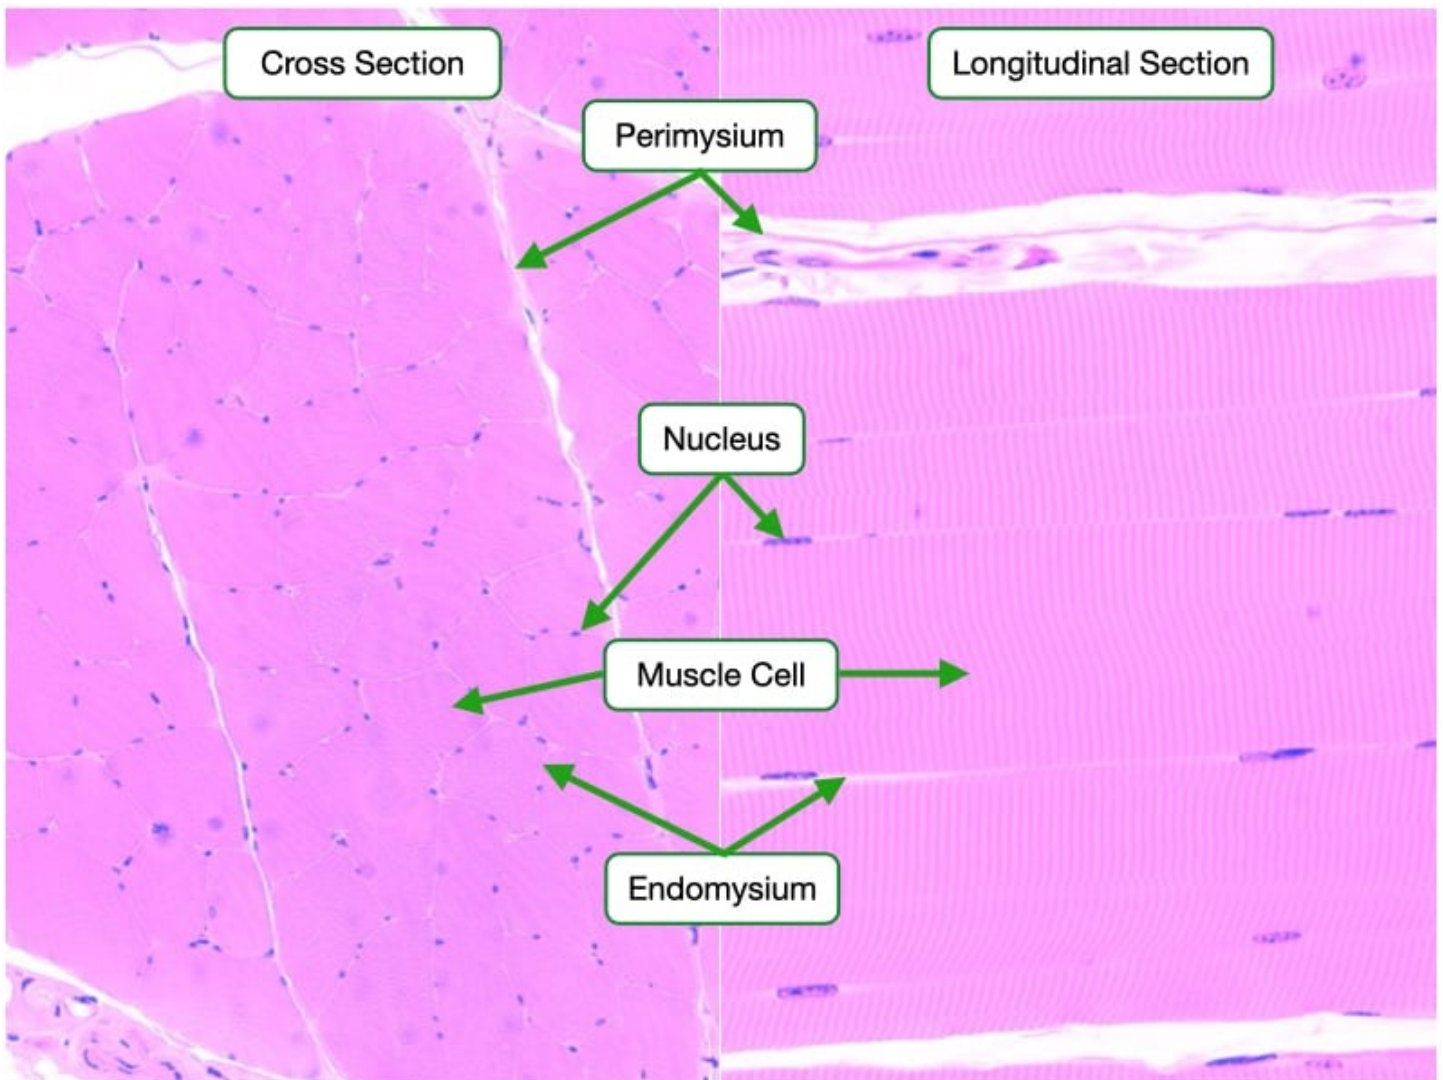 Cross Section
Longitudinal Section
Perimysium
Nucleus
Muscle Cell
Endomysium